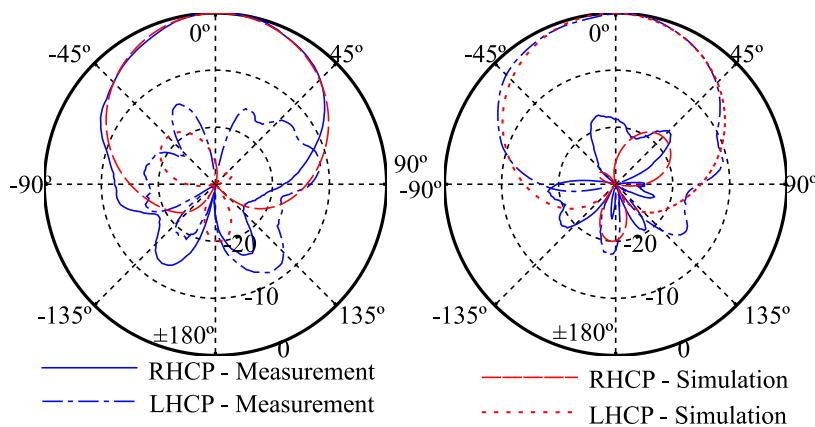 0º
0º
-45º
45º
-45º
45º
-90º
90º
-90º
90º
-20
-20
-10
-10
-135º
135º
-135º
135º
±180º
0
±180º
0
RHCP - Measurement
RHCP - Simulation
LHCP - Measurement
LHCP - Simulation